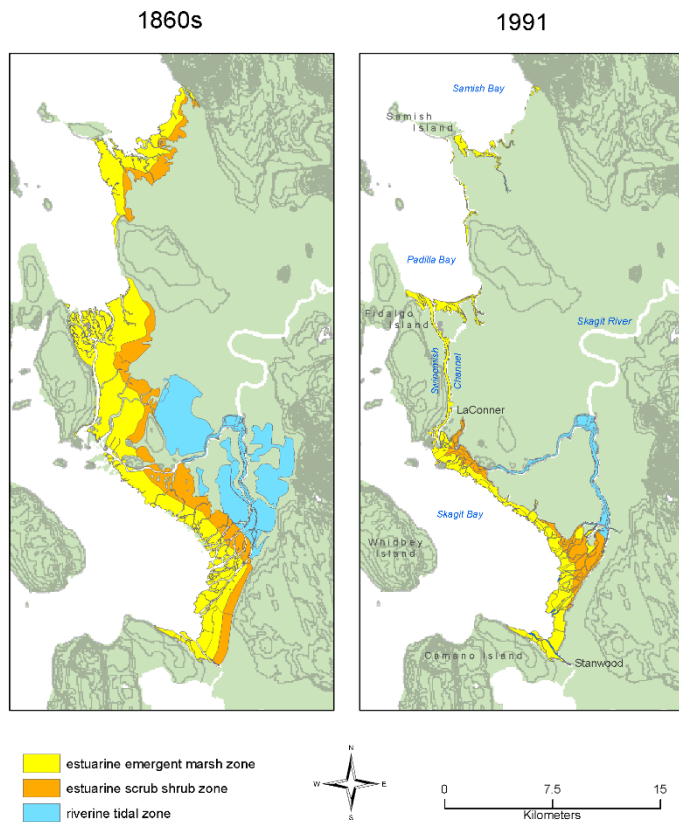 1860s
1991
Samish Bay
Samish
Island
Padilla Bay
Fidalgo
Island
Skagit River
Swinomish
Channel
LaConner
Skagit Bay
Whidbey
Island
Camano Island
Stanwood
estuarine emergent marsh zone
estuarine scrub shrub zone
riverine tidal zone
N
W
E
S
0 7.5 15
Kilometers